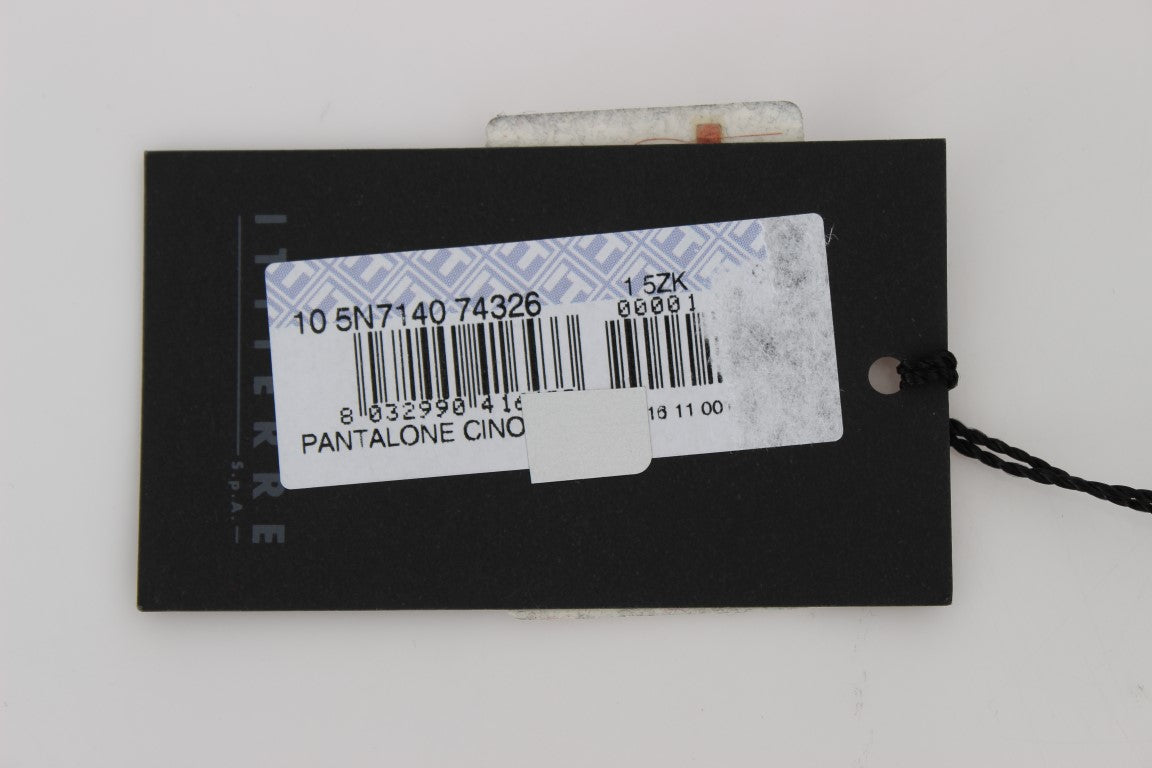 ITTIERRE
S.p.A.
10 5N7140 74326
1 5ZK
00001
8 032990 416
16 11 00
PANTALONE CINO